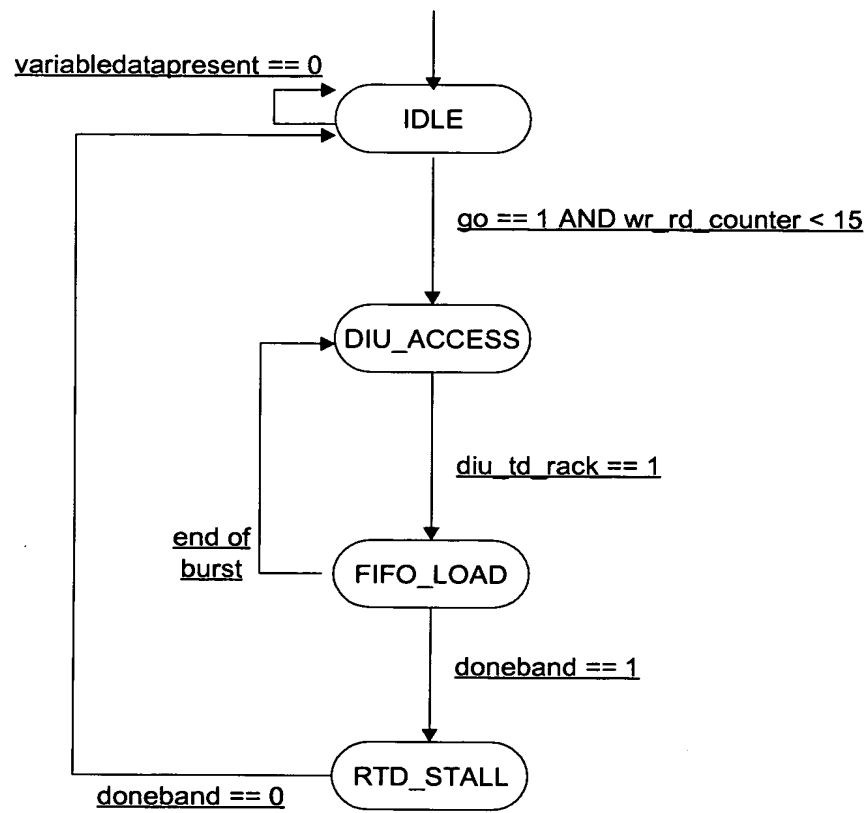 variabledatapresent == 0
IDLE
go == 1 AND wr_rd_counter < 15
DIU_ACCESS
diu_td_rack == 1
end of
burst
FIFO_LOAD
doneband == 1
RTD_STALL
doneband == 0